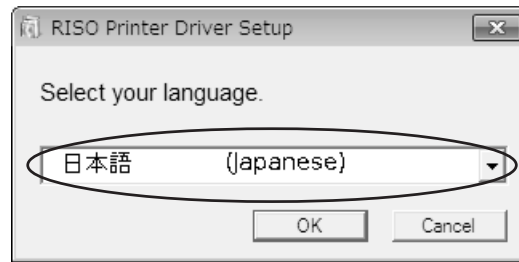 RISO Printer Driver Setup
Select your language.
日本語 (Japanese)
OK Cancel